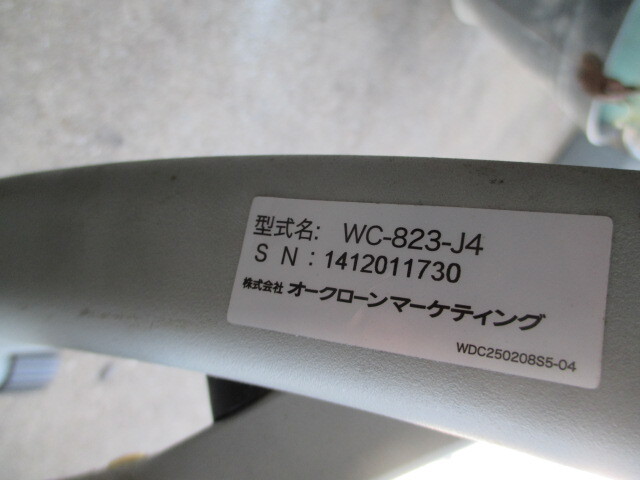 型式名: WC-823-J4
S N : 1412011730
株式会社 オークローンマーケティング
WDC250208S5-04